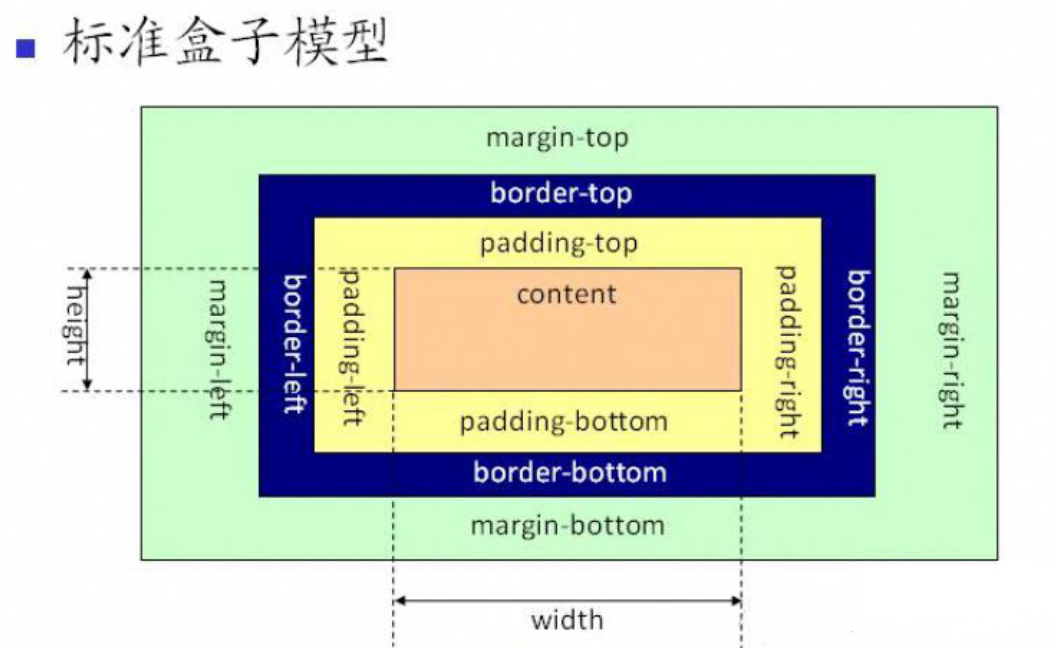 标准盒子模型
margin-top
border-top
padding-top
content
height
margin-left
border-left
padding-left
padding-right
border-right
margin-right
padding-bottom
border-bottom
margin-bottom
width